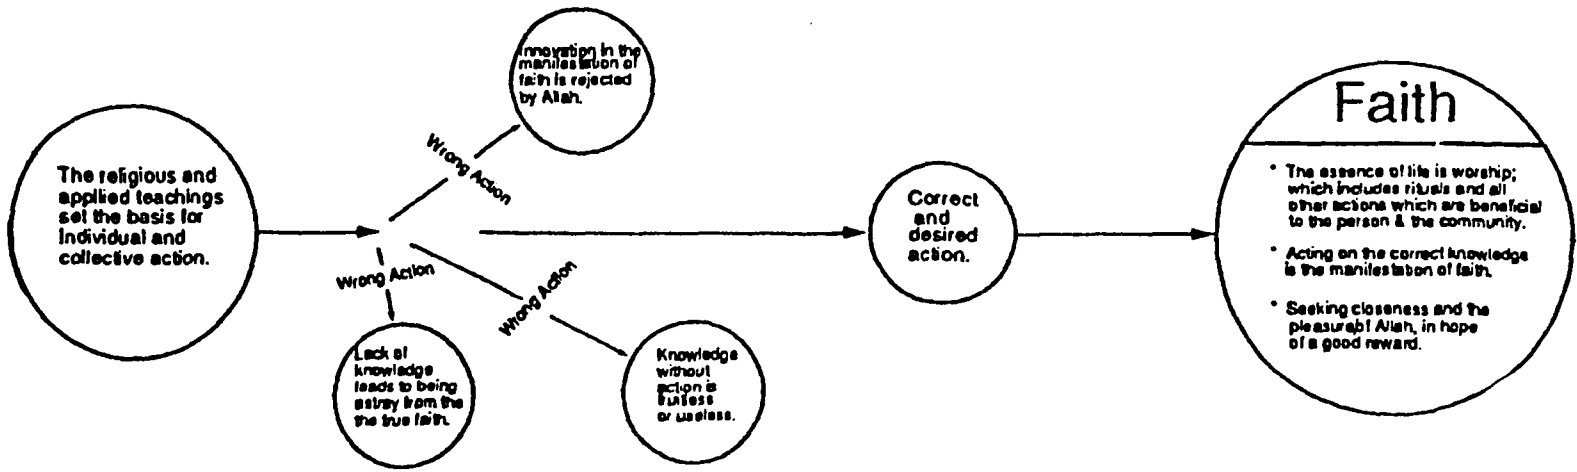 The religious and
applied teachings
set the basis for
Individual and
collective action.
Wrong Action
Innovation in the
manifestation of
faith is rejected
by Allah.
Wrong Action
Lack of
knowledge
leads to being
astray from the
the true faith.
Wrong Action
Knowledge
without
action is
fruitless
or useless.
Correct
and
desired
action.
Faith
• The essence of life is worship;
which includes rituals and all
other actions which are beneficial
to the person & the community.
• Acting on the correct knowledge
is the manifestation of faith.
• Seeking closeness and the
pleasure of Allah, in hope
of a good reward.